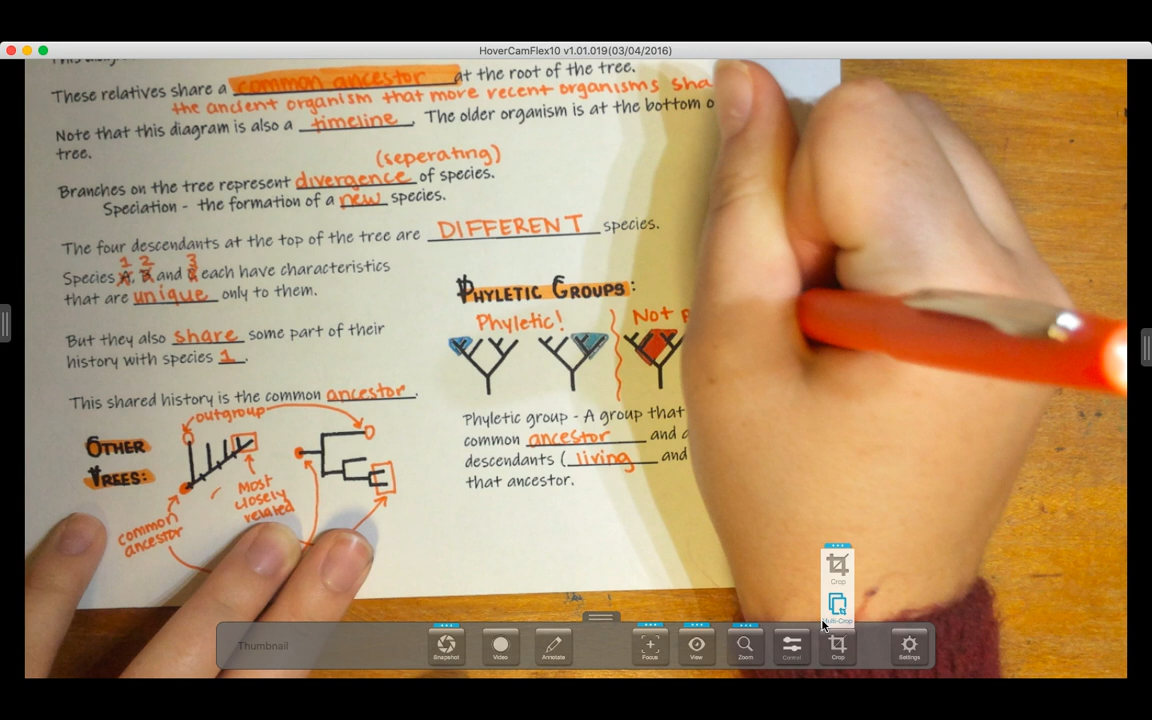 HoverCamFlex10 v1.01.019(03/04/2016)
These relatives share a common ancestor at the root of the tree.
the ancient organism that more recent organisms sha
Note that this diagram is also a timeline. The older organism is at the bottom o
tree.
(seperating)
Branches on the tree represent divergence of species.
Speciation - the formation of a new species.
The four descendants at the top of the tree are DIFFERENT species.
1 2 3
Species A, B and each have characteristics
that are unique only to them.
But they also share some part of their
history with species 1.
This shared history is the common ancestor.
OTHER
TREES:
outgroup
Most
closely
related
common
ancestor
PHYLETIC GROUPS:
Phyletic! Not p
Phyletic group - A group that
common ancestor and a
descendants (living and
that ancestor.
Crop
Multi-Crop
Thumbnail
Snapshot Video Annotate Focus View Zoom Control Crop Settings